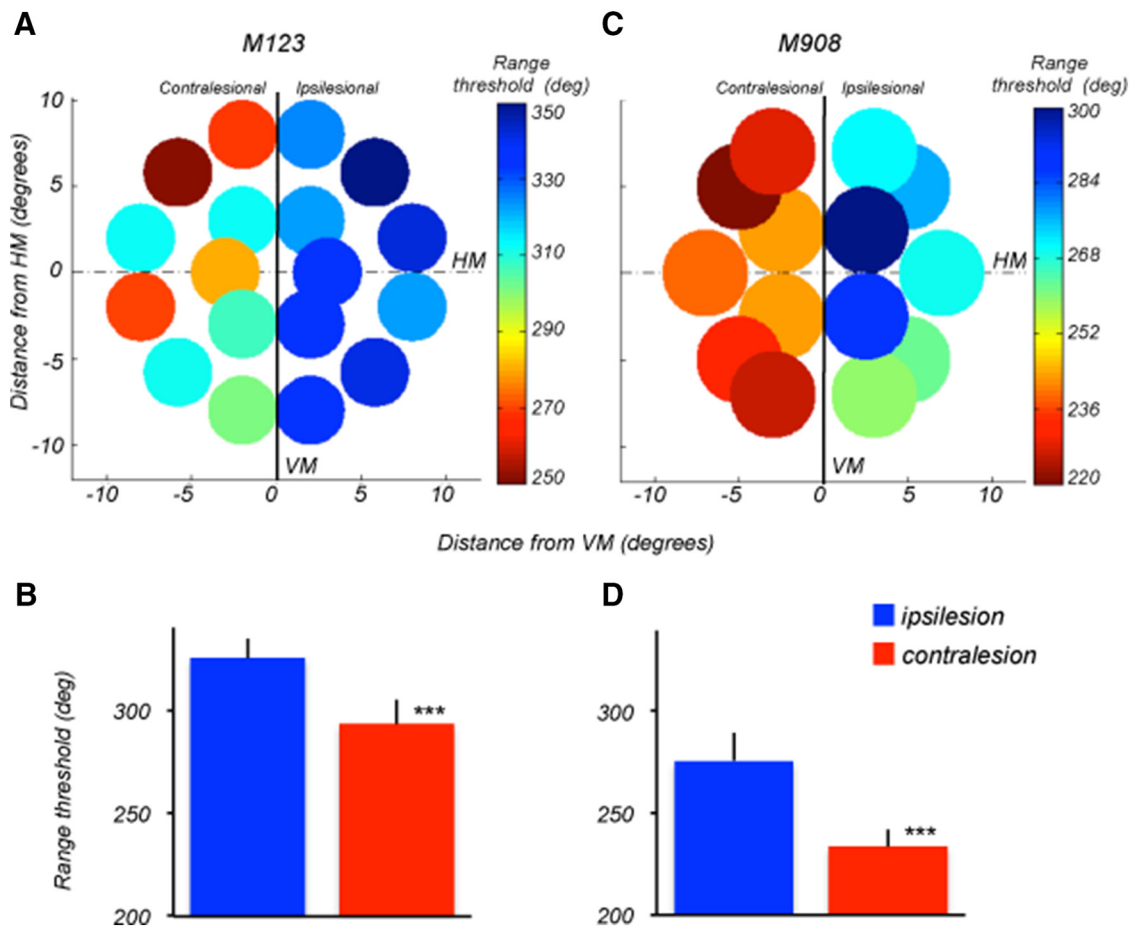 A
M123
Contralesional
Ipsilesional
Range
threshold (deg)
10
5
0
-5
-10
Distance from HM (degrees)
HM
VM
-10
-5
0
5
10
350
330
310
290
270
250
C
M908
Contralesional
Ipsilesional
Range
threshold (deg)
HM
VM
-10
-5
0
5
10
300
284
268
252
236
220
Distance from VM (degrees)
B
Range threshold (deg)
300
250
200
***
D
300
250
200
***
ipsilesion
contralesion